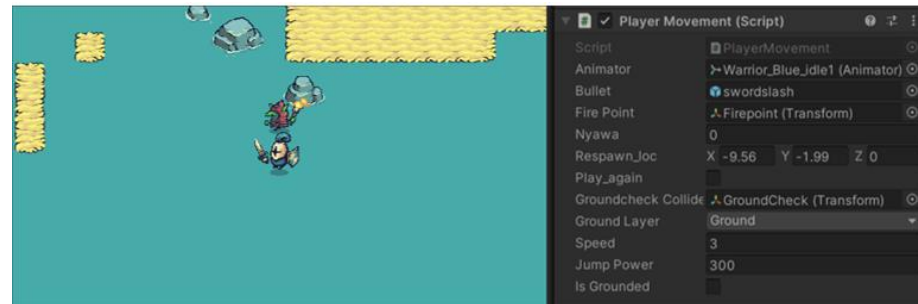 Player Movement (Script)
Script PlayerMovement
Animator Warrior_Blue_idle1 (Animator)
Bullet swordslash
Fire Point Firepoint (Transform)
Nyawa 0
Respawn_loc X -9.56 Y -1.99 Z 0
Play_again
Groundcheck Collide GroundCheck (Transform)
Ground Layer Ground
Speed 3
Jump Power 300
Is Grounded